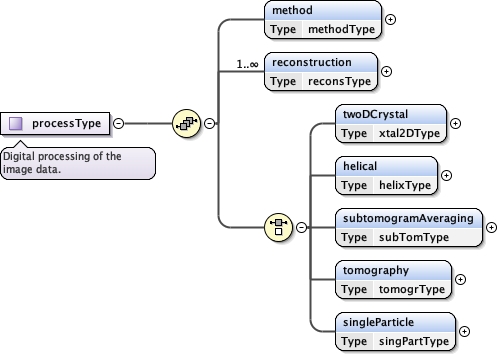 method
Type methodType
1..∞
reconstruction
Type reconsType
processType
Digital processing of the
image data.
twoDCrystal
Type xtal2DType
helical
Type helixType
subtomogramAveraging
Type subTomType
tomography
Type tomogrType
singleParticle
Type singPartType